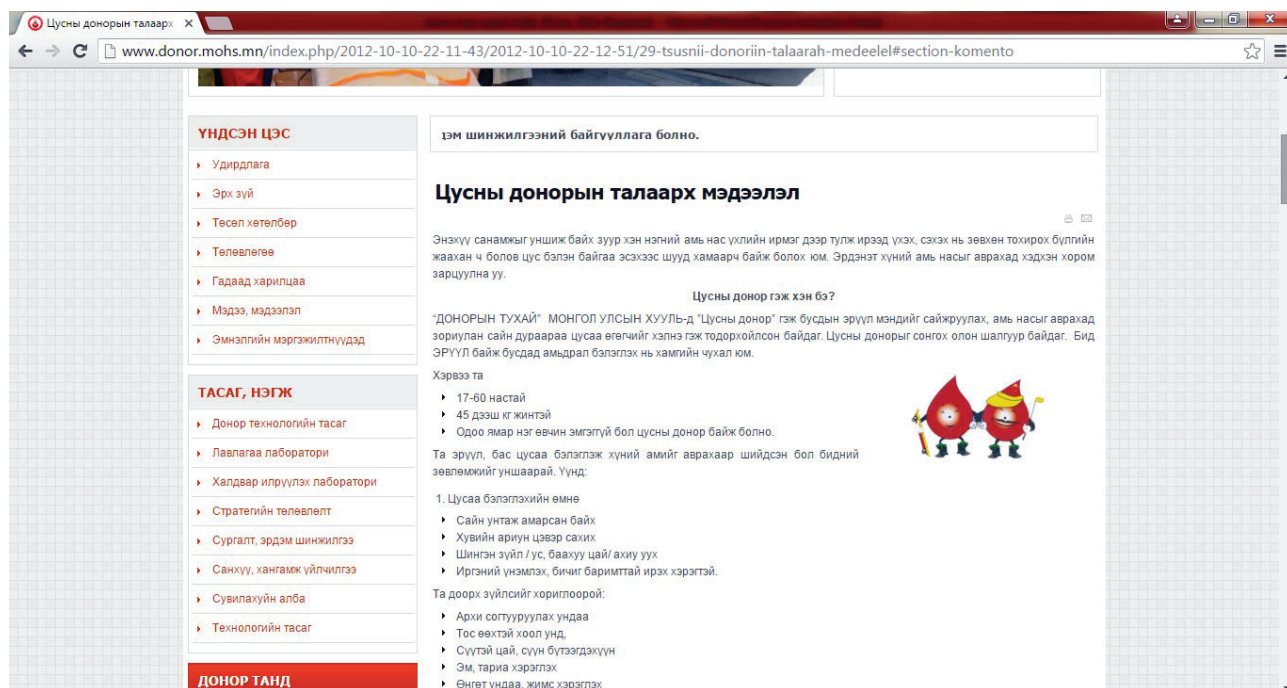 Цусны донорын талаарх
www.donor.mohs.mn/index.php/2012-10-10-22-11-43/2012-10-10-22-12-51/29-tsusnii-donoriin-talaarah-medeelel#section-komento
ҮНДСЭН ЦЭС
Удирдлага
Эрх зүй
Төсөл хөтөлбөр
Төлөвлөгөө
Гадаад харилцаа
Мэдээ, мэдээлэл
Эмнэлгийн мэргэжилтнүүдэд
ТАСАГ, НЭГЖ
Донор технологийн тасаг
Лавлагаа лаборатори
Халдвар илрүүлэх лаборатори
Стратегийн төлөвлөлт
Сургалт, эрдэм шинжилгээ
Санхүү, хангамж үйлчилгээ
Сувилахуйн алба
Технологийн тасаг
ДОНОР ТАНД
дэм шинжилгээний байгууллага болно.
Цусны донорын талаарх мэдээлэл
Энэхүү санамжыг уншиж байх зуур хэн нэгний амь нас үхлийн ирмэг дээр тулж ирээд үхэх, сэхэх нь зөвхөн тохирох бүлгийн
жаахан ч болов цус бэлэн байгаа эсэхээс шууд хамаарч байж болох юм. Эрдэнэт хүний амь насыг аврахад хэдхэн хором
зарцуулна уу.
Цусны донор гэж хэн бэ?
"ДОНОРЫН ТУХАЙ" МОНГОЛ УЛСЫН ХУУЛЬ-д "Цусны донор" гэж бусдын эрүүл мэндийг сайжруулах, амь насыг аврахад
зориулан сайн дураараа цусаа өгөгчийг хэлнэ гэж тодорхойлсон байдаг. Цусны донорыг сонгох олон шалгуур байдаг. Бид
ЭРҮҮЛ байж бусдад амьдрал бэлэглэх нь хамгийн чухал юм.
Хэрвээ та
17-60 настай
45 дээш кг жинтэй
Одоо ямар нэг өвчин эмгэггүй бол цусны донор байж болно.
Та эрүүл, бас цусаа бэлэглэж хүний амийг аврахаар шийдсэн бол бидний
зөвлөмжийг уншаарай. Үүнд:
1. Цусаа бэлэглэхийн өмнө
Сайн унтаж амарсан байх
Хувийн ариун цэвэр сахих
Шингэн зүйл / ус, баахуу цай/ ахиу уух
Иргэний үнэмлэх, бичиг баримттай ирэх хэрэгтэй.
Та доорх зүйлсийг хориглоорой:
Архи согтууруулах ундаа
Тос өөхтэй хоол унд,
Сүүтэй цай, сүүн бүтээгдэхүүн
Эм, тариа хэрэглэх
Өнгөт ундаа, жимс хэрэглэх